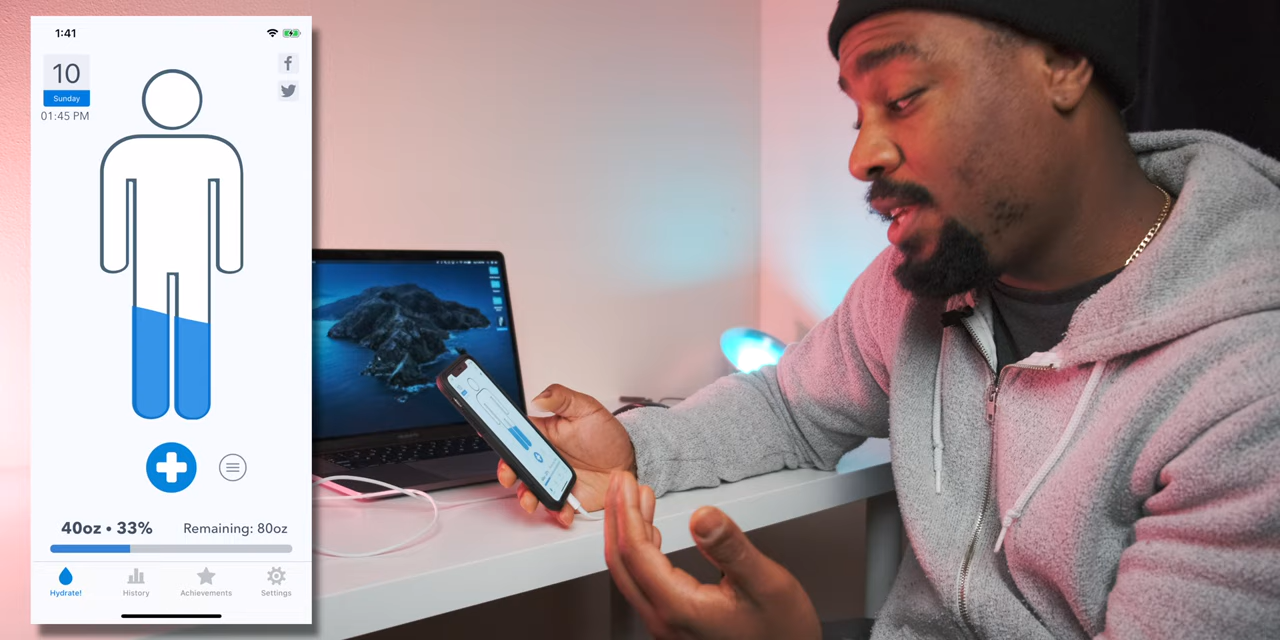 1:41
10
Sunday
01:45 PM
40oz • 33% Remaining: 80oz
Hydrate! History Achievements Settings